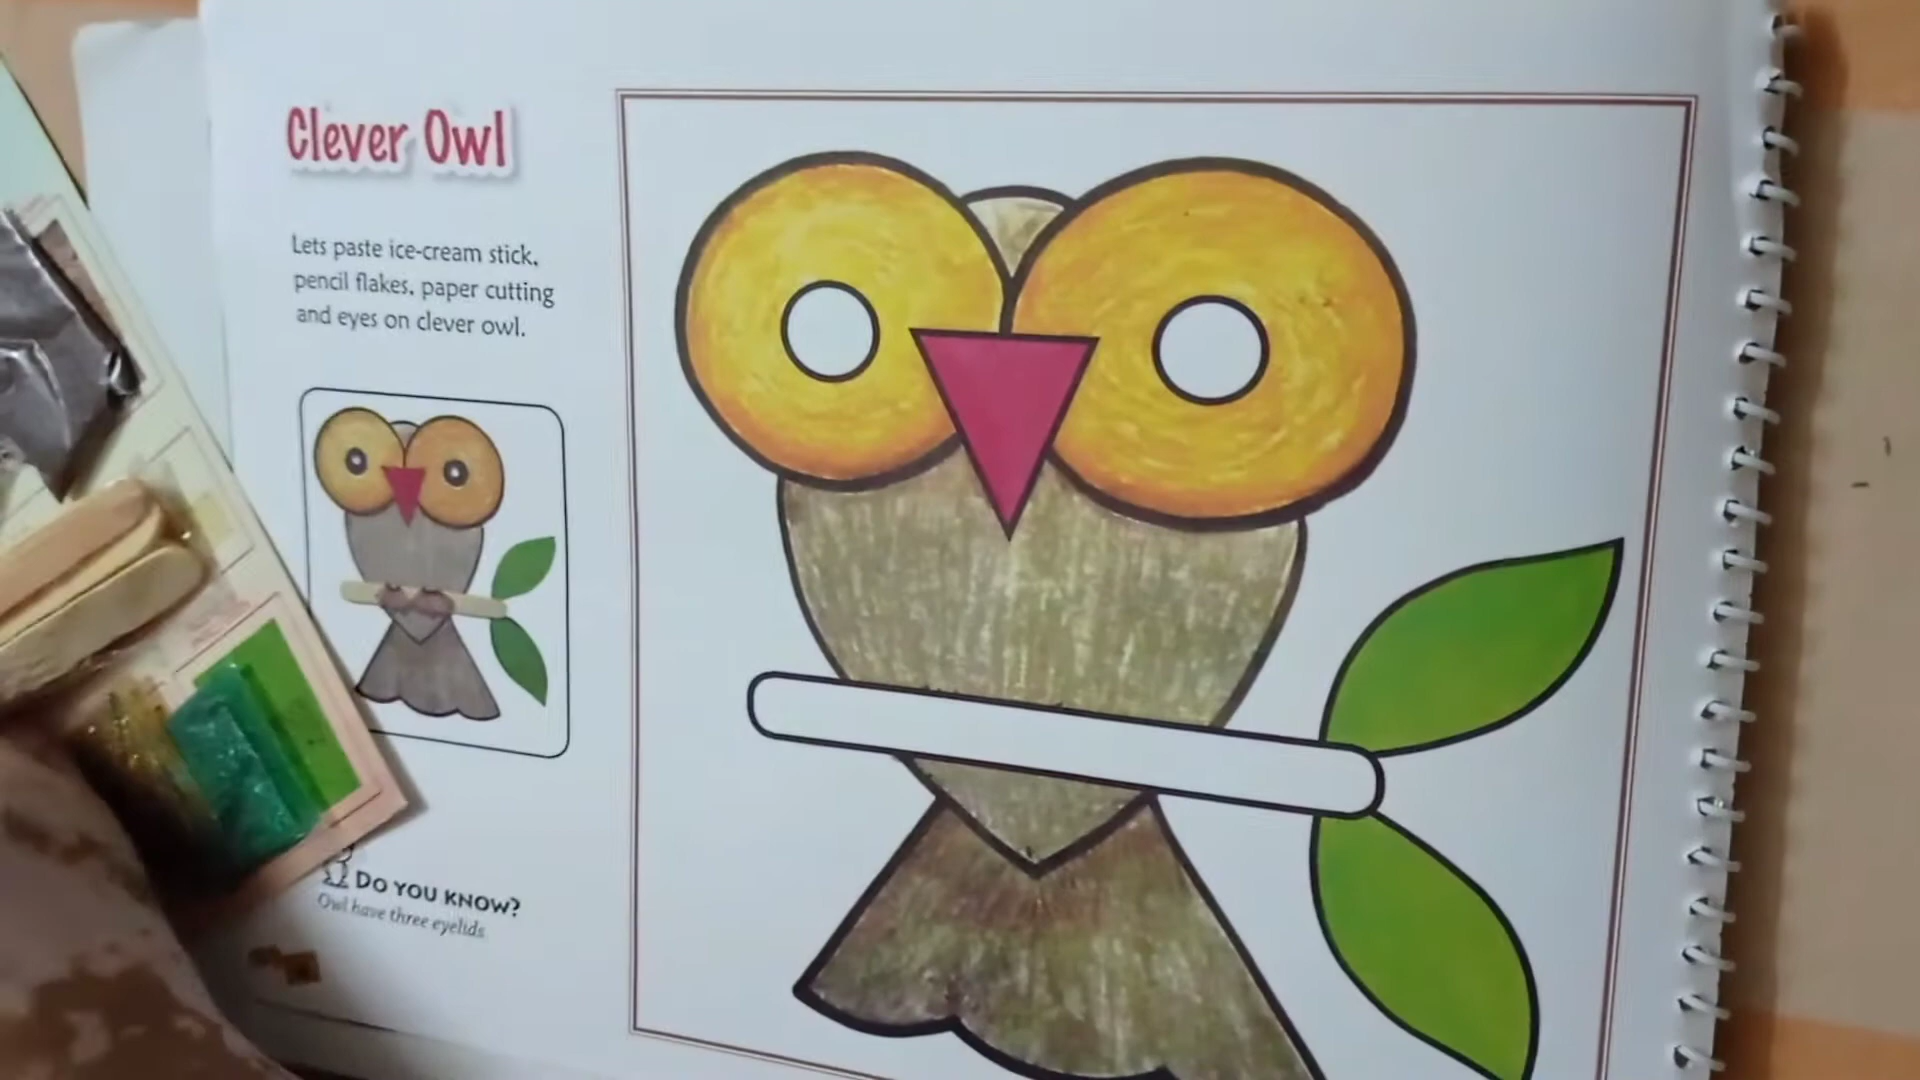 Clever Owl
Lets paste ice-cream stick,
pencil flakes, paper cutting
and eyes on clever owl.
DO YOU KNOW?
Owl have three eyelids